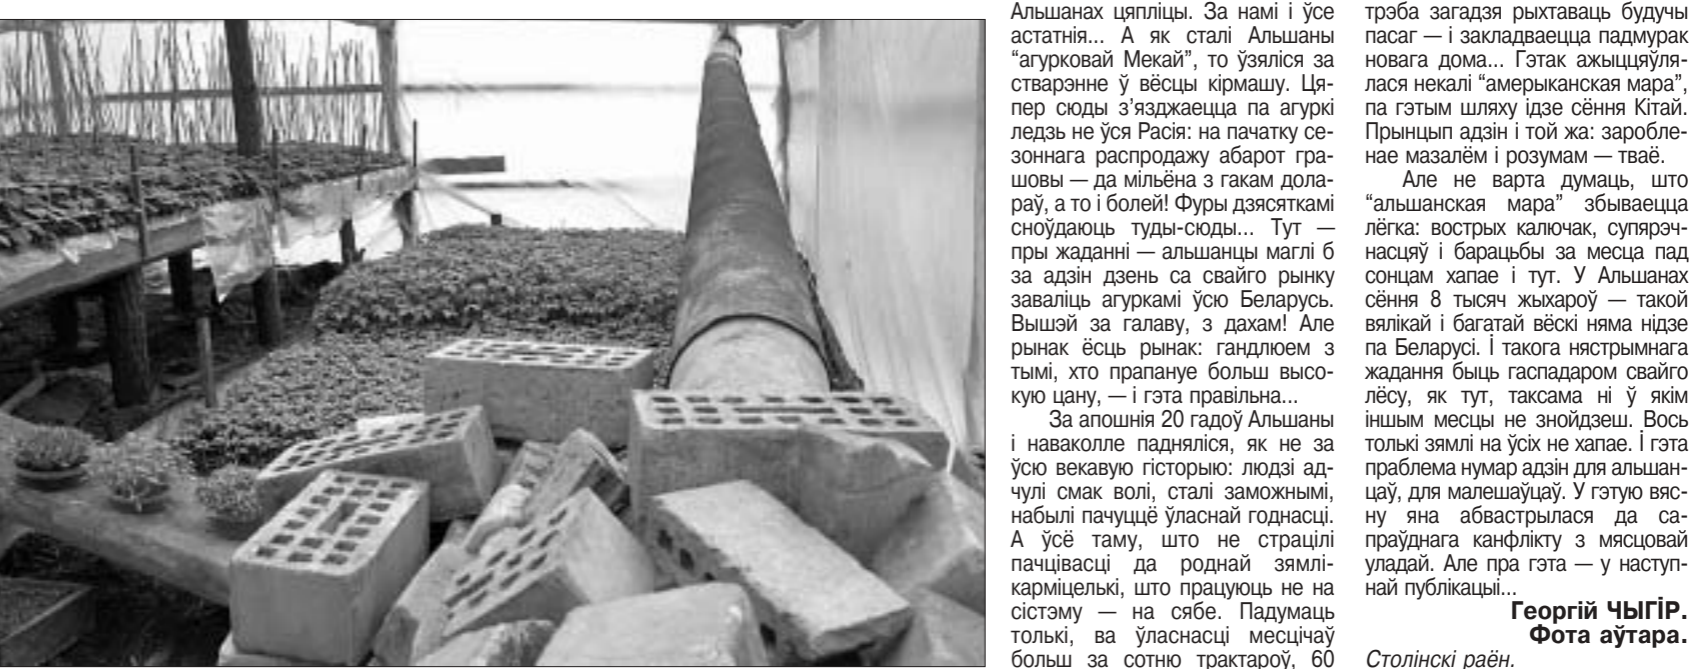 Альшанах цяпліцы. За намі і ўсе
астатнія... А як сталі Альшаны
“агурковай Мекай”, то ўзяліся за
стварэнне ў вёсцы кірмашу. Ця-
пер сюды з’язджаецца па агуркі
ледзь не ўся Расія: на пачатку се-
зоннага распродажу абарот гра-
шовы — да мільёна з гакам дола-
раў, а то і болей! Фуры дзясяткамі
сноўдаюць туды-сюды... Тут —
пры жаданні — альшанцы маглі б
за адзін дзень са свайго рынку
заваліць агуркамі ўсю Беларусь.
Вышэй за галаву, з дахам! Але
рынак ёсць рынак: гандлюем з
тымі, хто прапануе больш высо-
кую цану, — і гэта правільна...
За апошнія 20 гадоў Альшаны
і наваколле падняліся, як не за
ўсю векавую гісторыю: людзі ад-
чулі смак волі, сталі заможнымі,
набылі пачуццё ўласнай годнасці.
А ўсё таму, што не страцілі
пачцівасці да роднай зямлі-
карміцелькі, што працуюць не на
сістэму — на сябе. Падумаць
толькі, ва ўласнасці месцічаў
больш за сотню трактароў, 60
трэба загадзя рыхтаваць будучы
пасаг — і закладваецца падмурак
новага дома... Гэтак ажыццяўля-
лася некалі “амерыканская мара”,
па гэтым шляху ідзе сёння Кітай.
Прынцып адзін і той жа: заробле-
нае мазалём і розумам — тваё.
Але не варта думаць, што
“альшанская мара” збываецца
лёгка: вострых калючак, супярэч-
насцяў і барацьбы за месца пад
сонцам хапае і тут. У Альшанах
сёння 8 тысяч жыхароў — такой
вялікай і багатай вёскі няма нідзе
па Беларусі. І такога нястрымнага
жадання быць гаспадаром свайго
лёсу, як тут, таксама ні ў якім
іншым месцы не знойдзеш. Вось
толькі зямлі на ўсіх не хапае. І гэта
праблема нумар адзін для альшан-
цаў, для малешаўцаў. У гэтую вяс-
ну яна абвастрылася да са-
праўднага канфлікту з мясцовай
уладай. Але пра гэта — у наступ-
най публікацыі...
Георгій ЧЫГІР.
Фота аўтара.
Столінскі раён.